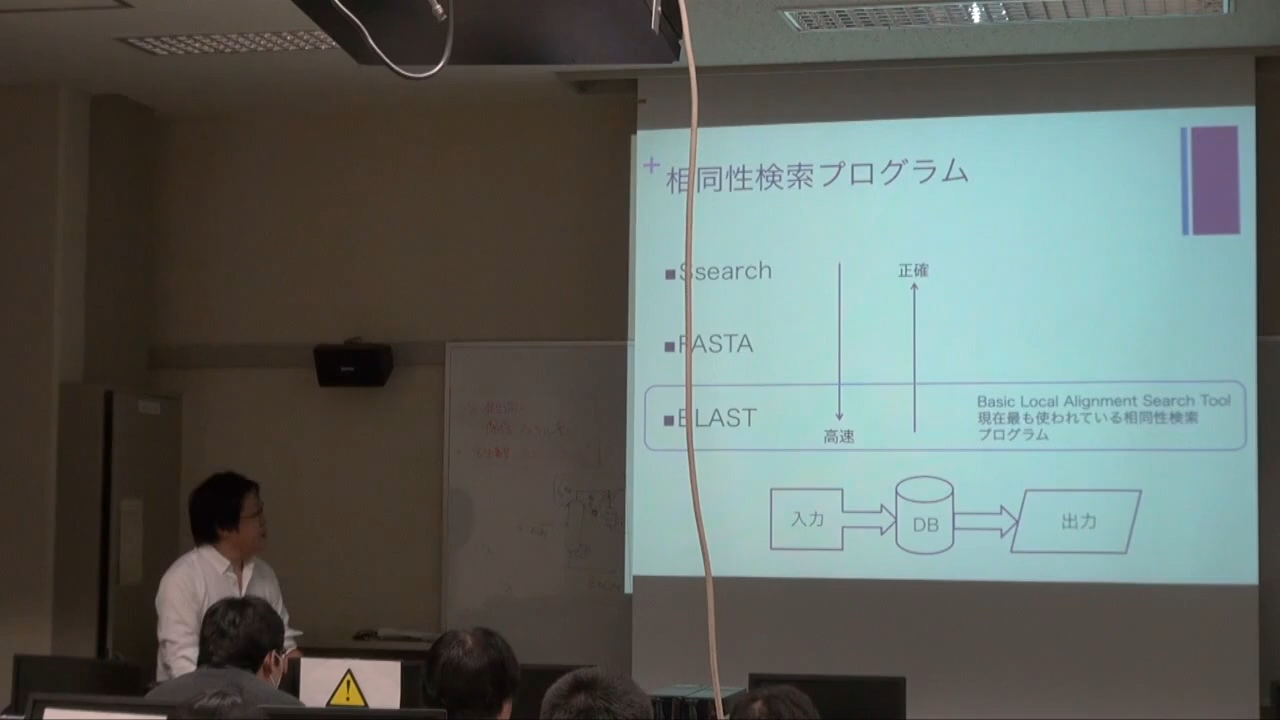 + 相同性検索プログラム
■Ssearch
正確
■FASTA
■BLAST
高速
Basic Local Alignment Search Tool
現在最も使われている相同性検索
プログラム
入力
DB
出力